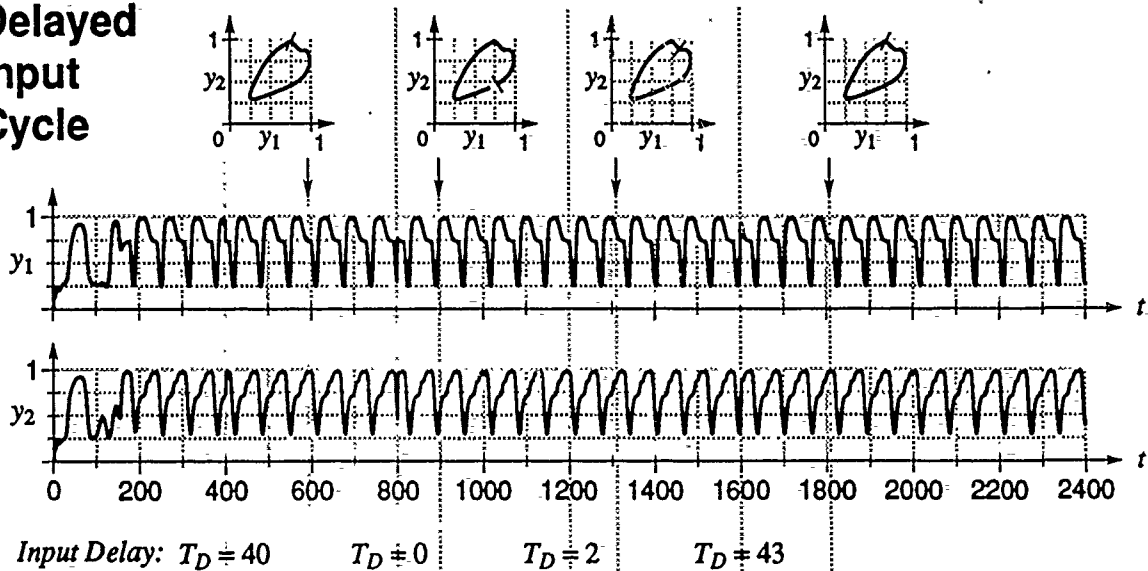 Delayed
Input
Cycle
1 1 1 1
y2 y2 y2 y2
0 y1 1 0 y1 1 0 y1 1 0 y1 1
1
y1
t
1
y2
t
0 200 400 600 800 1000 1200 1400 1600 1800 2000 2200 2400
Input Delay: TD = 40 TD = 0 TD = 2 TD = 43